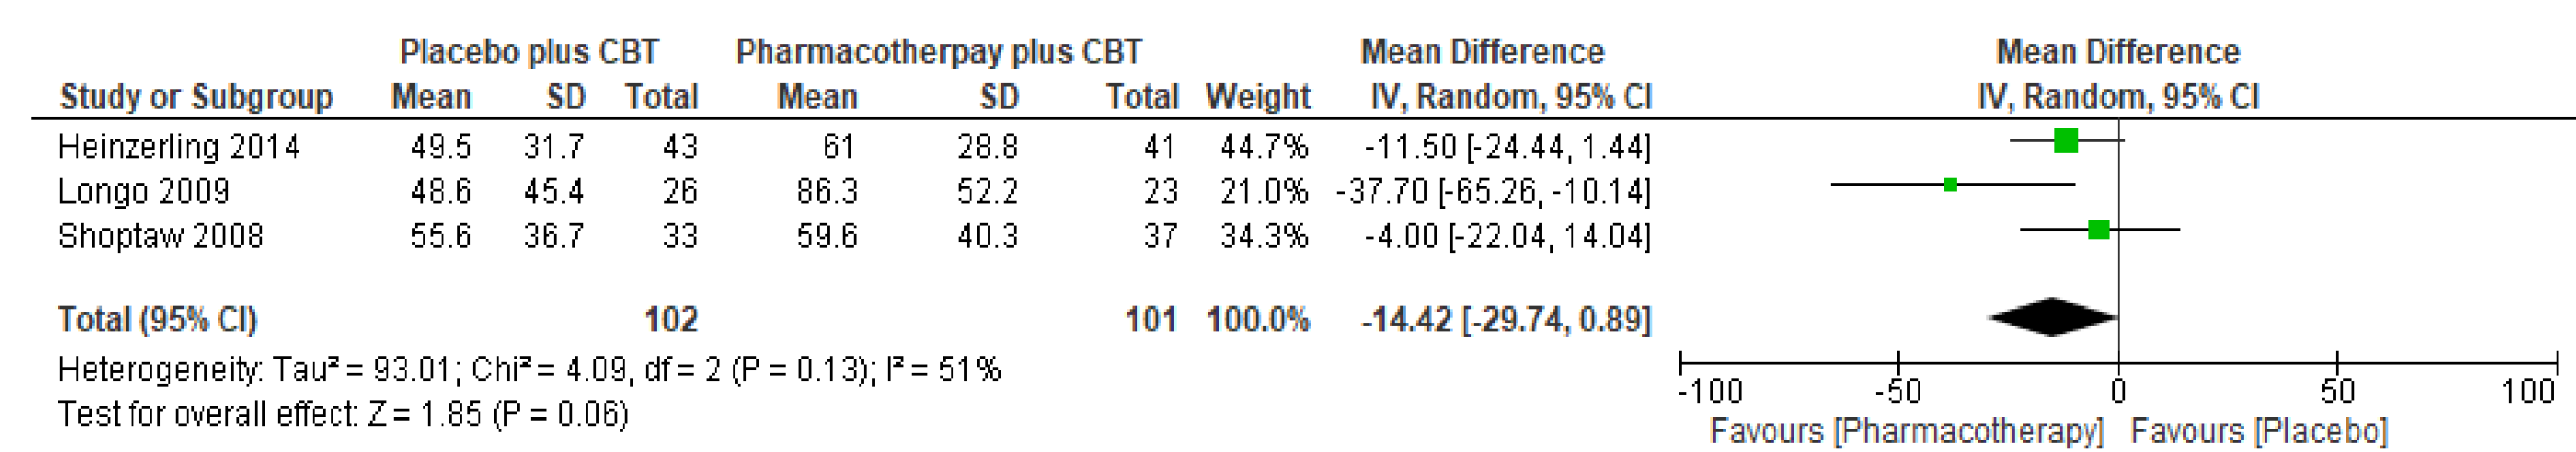 Placebo plus CBT Pharmacotherpay plus CBT Mean Difference Mean Difference
Study or Subgroup Mean SD Total Mean SD Total Weight IV, Random, 95% CI IV, Random, 95% CI
Heinzerling 2014 49.5 31.7 43 61 28.8 41 44.7% -11.50 [-24.44, 1.44]
Longo 2009 48.6 45.4 26 86.3 52.2 23 21.0% -37.70 [-65.26, -10.14]
Shoptaw 2008 55.6 36.7 33 59.6 40.3 37 34.3% -4.00 [-22.04, 14.04]
Total (95% CI) 102 101 100.0% -14.42 [-29.74, 0.89]
Heterogeneity: Tau² = 93.01; Chi² = 4.09, df = 2 (P = 0.13); I² = 51%
Test for overall effect: Z = 1.85 (P = 0.06)
-100 -50 0 50 100
Favours [Pharmacotherapy] Favours [Placebo]